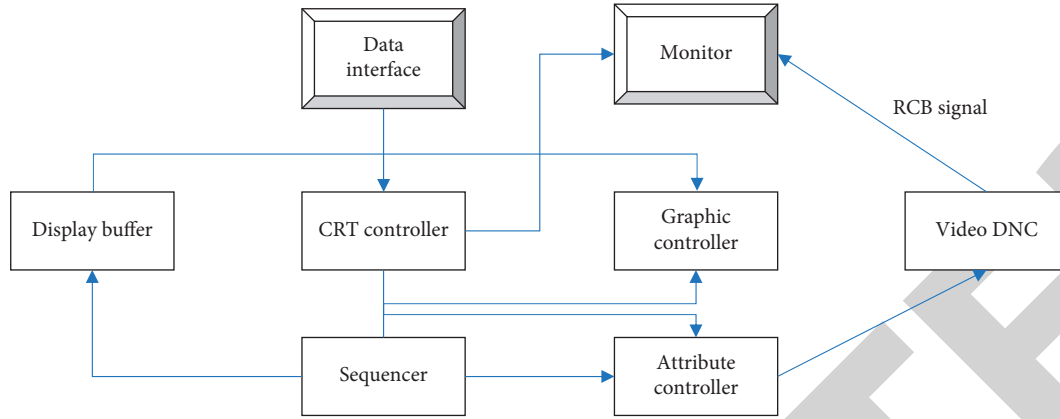 Data
interface
Monitor
RCB signal
Display buffer
CRT controller
Graphic
controller
Video DNC
Sequencer
Attribute
controller